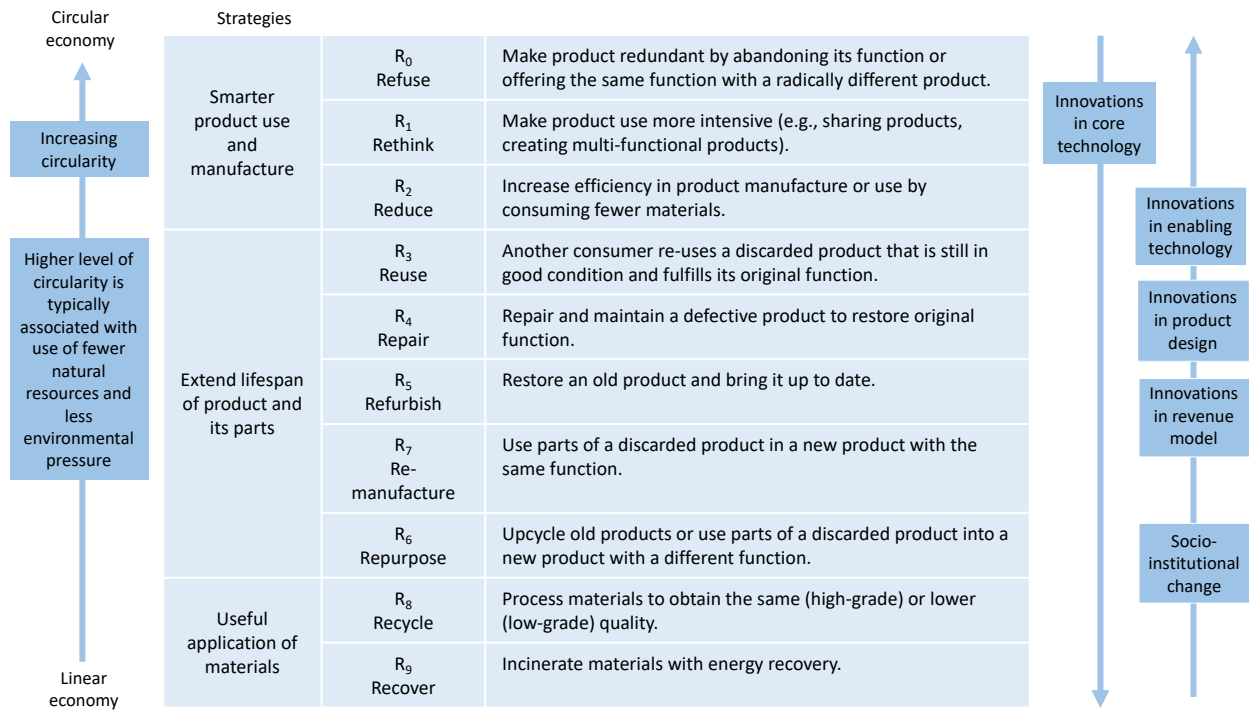 Circular
economy
Strategies
Increasing
circularity
Higher level of
circularity is
typically
associated with
use of fewer
natural
resources and
less
environmental
pressure
Linear
economy
Smarter
product use
and
manufacture
R0
Refuse
Make product redundant by abandoning its function or
offering the same function with a radically different product.
R1
Rethink
Make product use more intensive (e.g., sharing products,
creating multi-functional products).
R2
Reduce
Increase efficiency in product manufacture or use by
consuming fewer materials.
Extend lifespan
of product and
its parts
R3
Reuse
Another consumer re-uses a discarded product that is still in
good condition and fulfills its original function.
R4
Repair
Repair and maintain a defective product to restore original
function.
R5
Refurbish
Restore an old product and bring it up to date.
R7
Re-
manufacture
Use parts of a discarded product in a new product with the
same function.
R6
Repurpose
Upcycle old products or use parts of a discarded product into a
new product with a different function.
Useful
application of
materials
R8
Recycle
Process materials to obtain the same (high-grade) or lower
(low-grade) quality.
R9
Recover
Incinerate materials with energy recovery.
Innovations
in core
technology
Innovations
in enabling
technology
Innovations
in product
design
Innovations
in revenue
model
Socio-
institutional
change